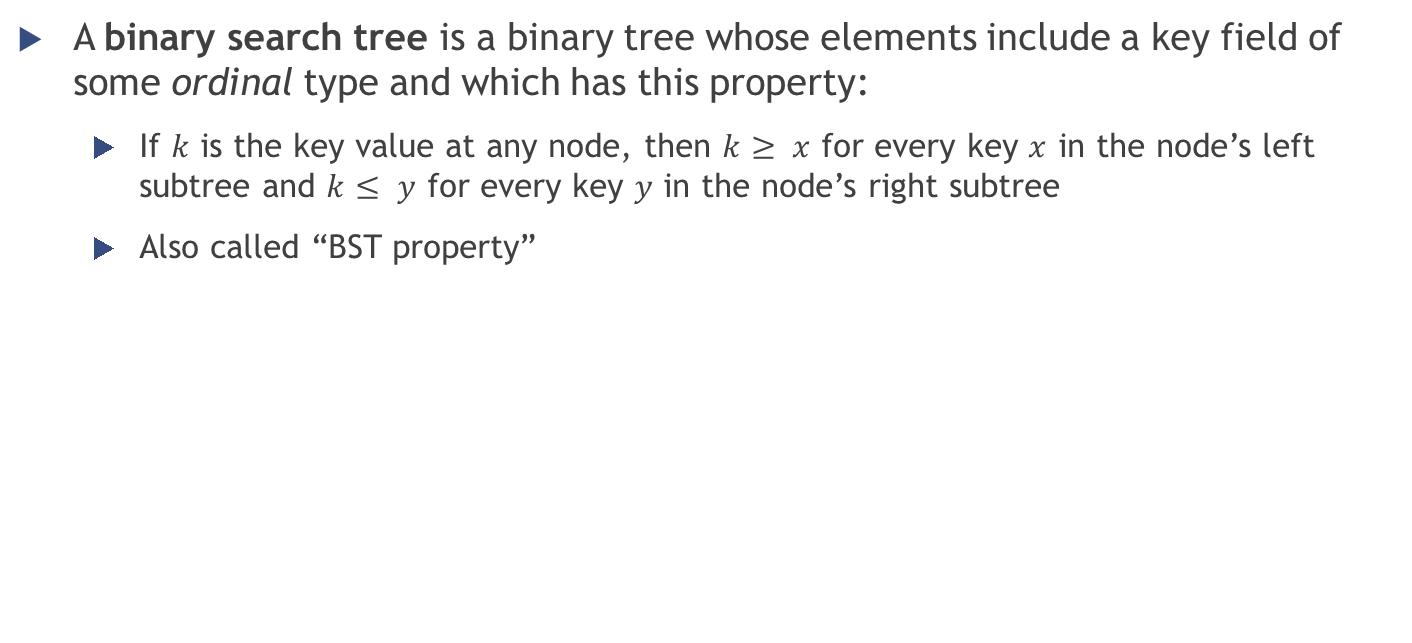 A binary search tree is a binary tree whose elements include a key field of
some ordinal type and which has this property:
If k is the key value at any node, then k ≥ x for every key x in the node’s left
subtree and k ≤ y for every key y in the node’s right subtree
Also called “BST property”